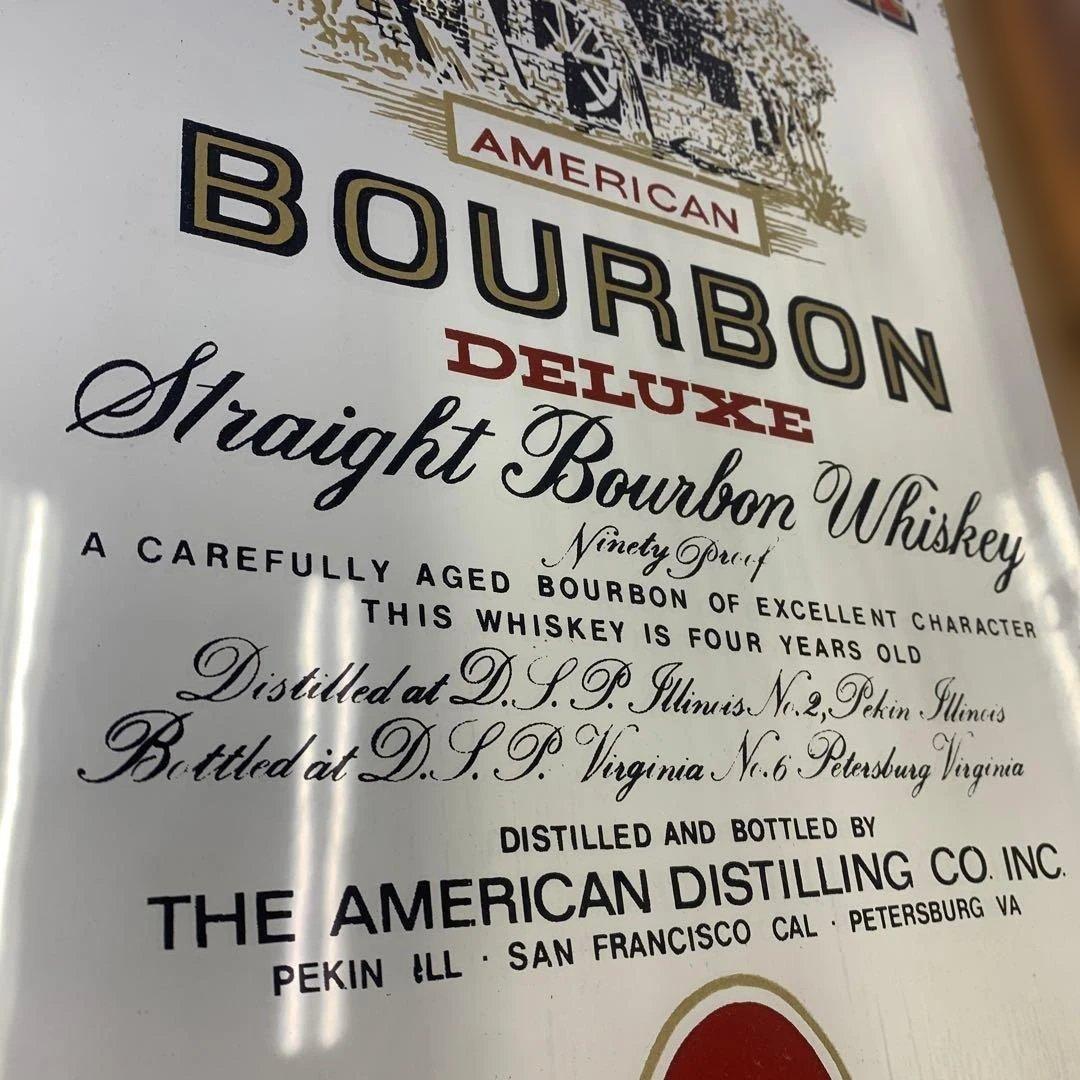 AMERICAN
BOURBON
DELUXE
Straight Bourbon Whiskey
Ninety Proof
A CAREFULLY AGED BOURBON OF EXCELLENT CHARACTER
THIS WHISKEY IS FOUR YEARS OLD
Distilled at D.S.P. Illinois No.2, Pekin Illinois
Bottled at D.S.P. Virginia No.6 Petersburg Virginia
DISTILLED AND BOTTLED BY
THE AMERICAN DISTILLING CO. INC.
PEKIN ILL · SAN FRANCISCO CAL · PETERSBURG VA